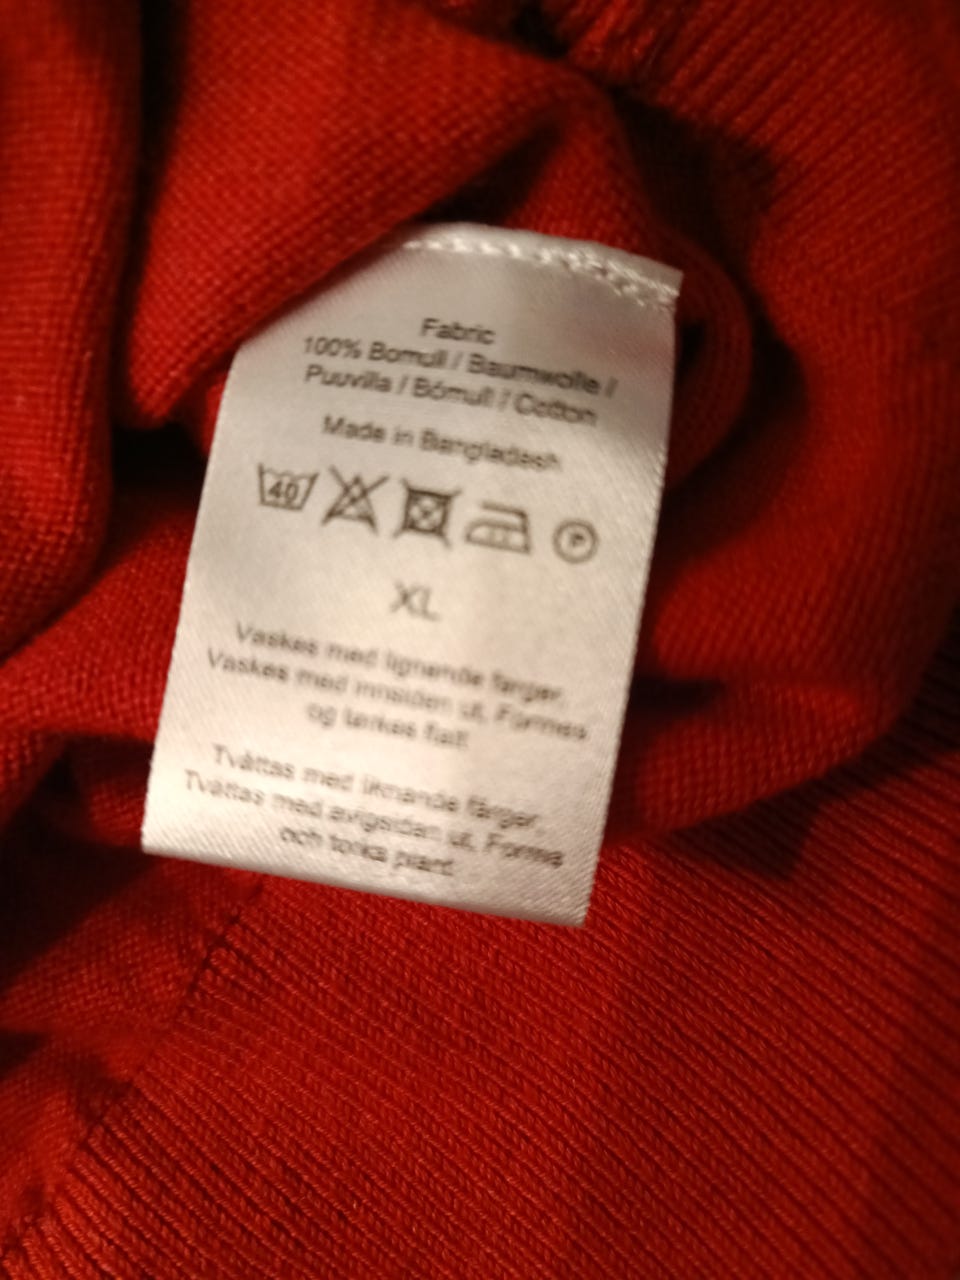 Fabric
100% Bomull / Baumwolle /
Puuvilla / Bómull / Cotton
Made in Bangladesh
40
P
XL
Vaskes med lignende farger.
Vaskes med innsiden ut. Formes
og tørkes flatt
Tvättas med liknande färger.
Tvättas med avigsidan ut. Forma
och torka plant